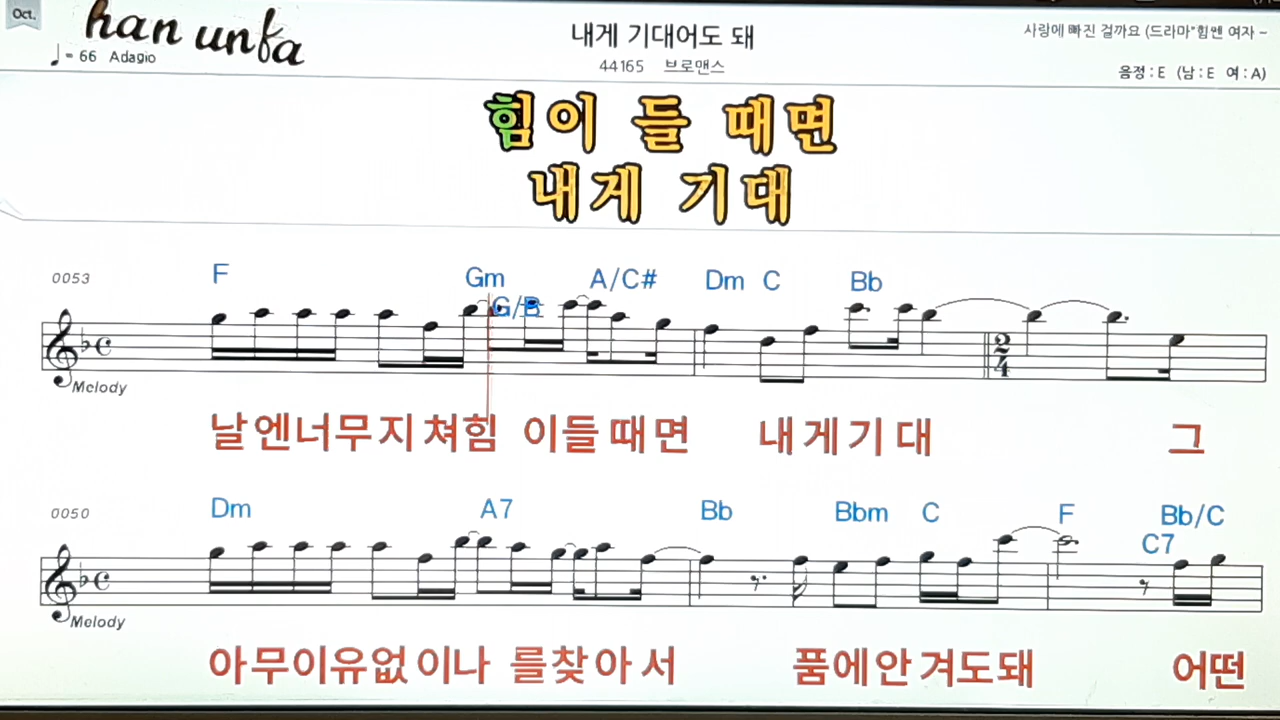 Oct.
han unfa
♩ = 66 Adagio
내게 기대어도 돼
44165 브로맨스
사랑에 빠진 걸까요 (드라마"힘쎈 여자 ~
음정 : E (남 : E 여 : A)
힘이 들 때면
내게 기대
0053
F Gm G/B A/C# Dm C Bb
2/4
Melody
날엔너무지쳐힘 이들때면 내게기대 그
0050
Dm A7 Bb Bbm C F C7 Bb/C
Melody
아무이유없이나 를찾아서 품에안겨도돼 어떤